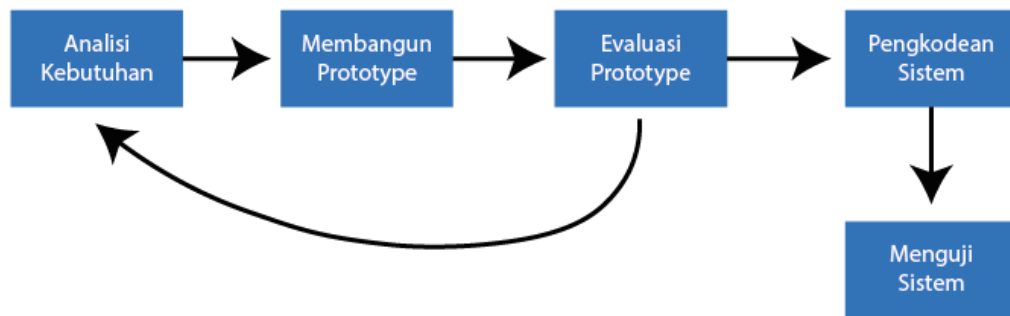 Analisi
Kebutuhan
Membangun
Prototype
Evaluasi
Prototype
Pengkodean
Sistem
Menguji
Sistem